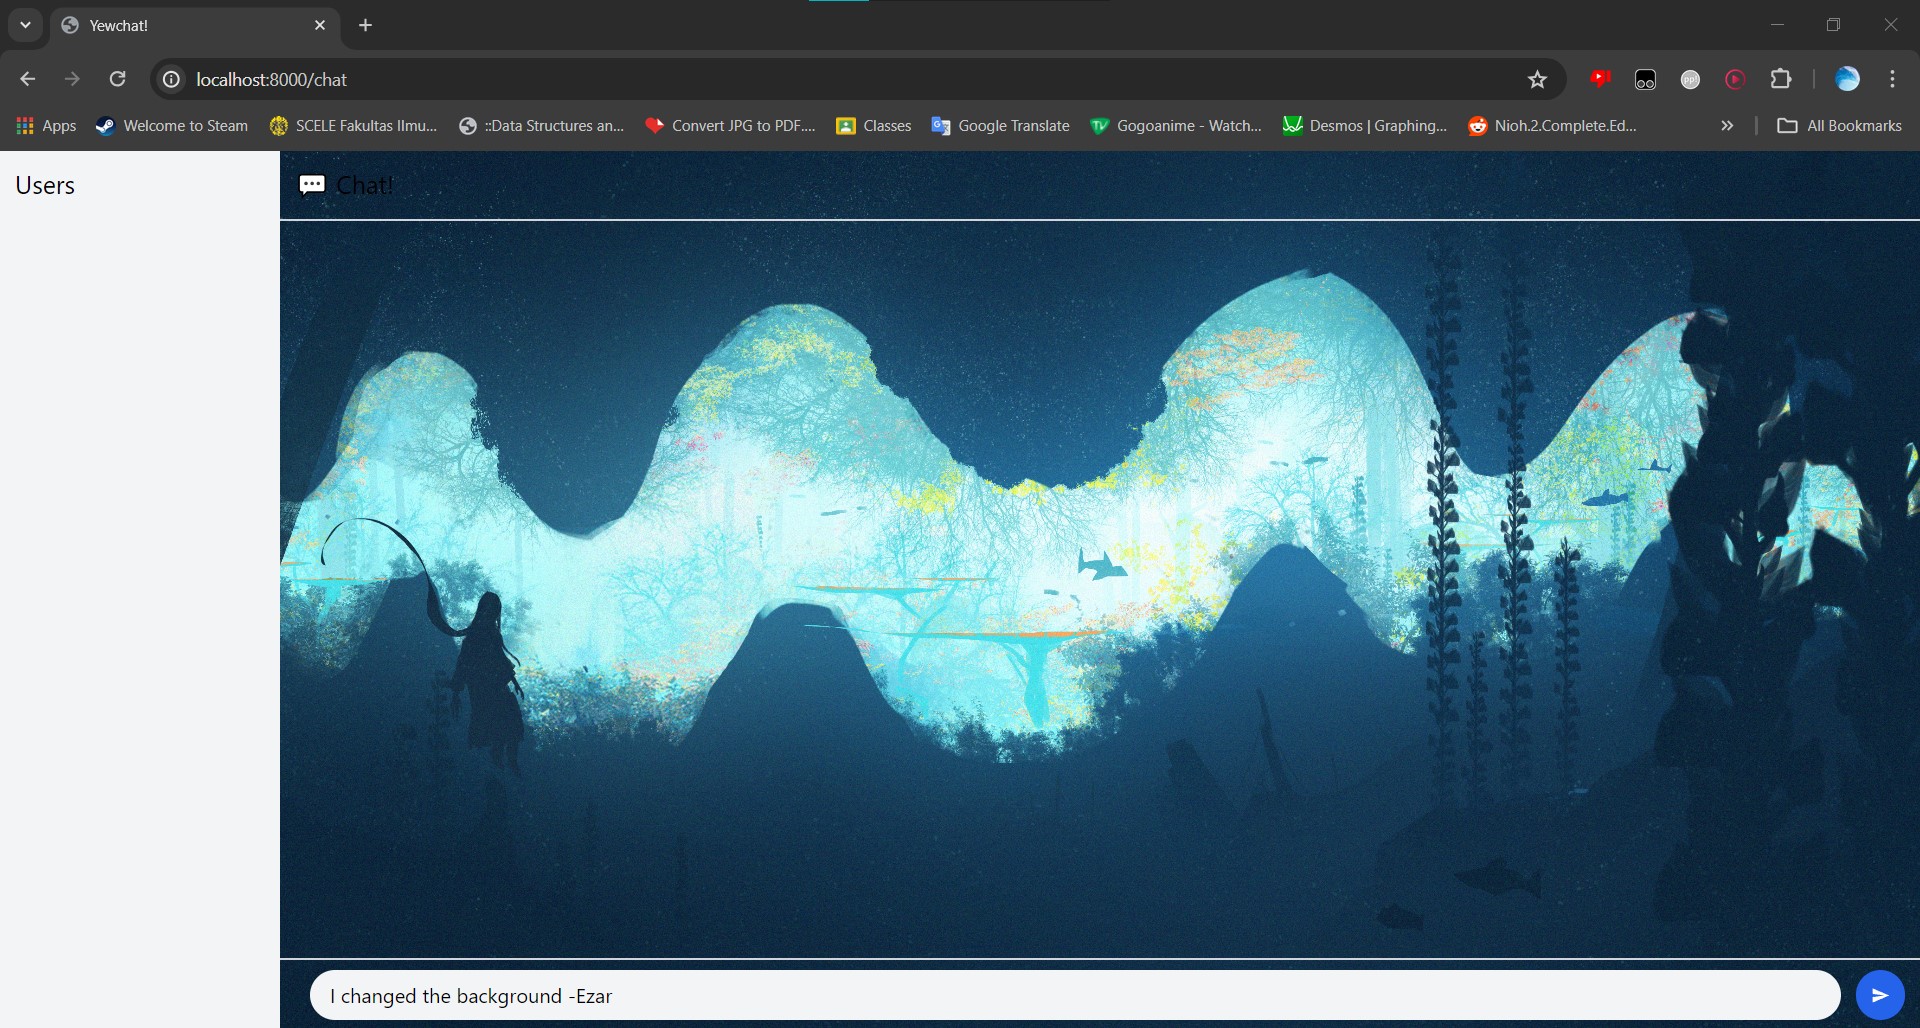 Yewchat!
localhost:8000/chat
Apps
Welcome to Steam
SCELE Fakultas Ilmu...
::Data Structures an...
Convert JPG to PDF....
Classes
Google Translate
Gogoanime - Watch...
Desmos | Graphing...
Nioh.2.Complete.Ed...
All Bookmarks
Users
💬 Chat!
I changed the background -Ezar